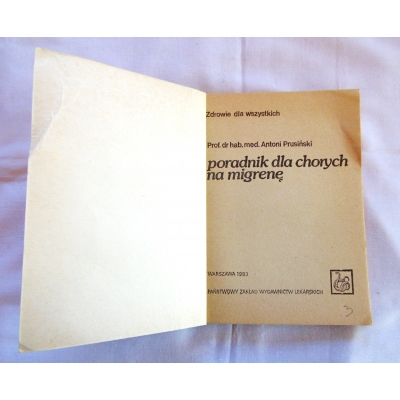 Zdrowie dla wszystkich
Prof. dr hab. med. Antoni Prusiński
poradnik dla chorych
na migrenę
WARSZAWA 1983
PAŃSTWOWY ZAKŁAD WYDAWNICTW LEKARSKICH
3